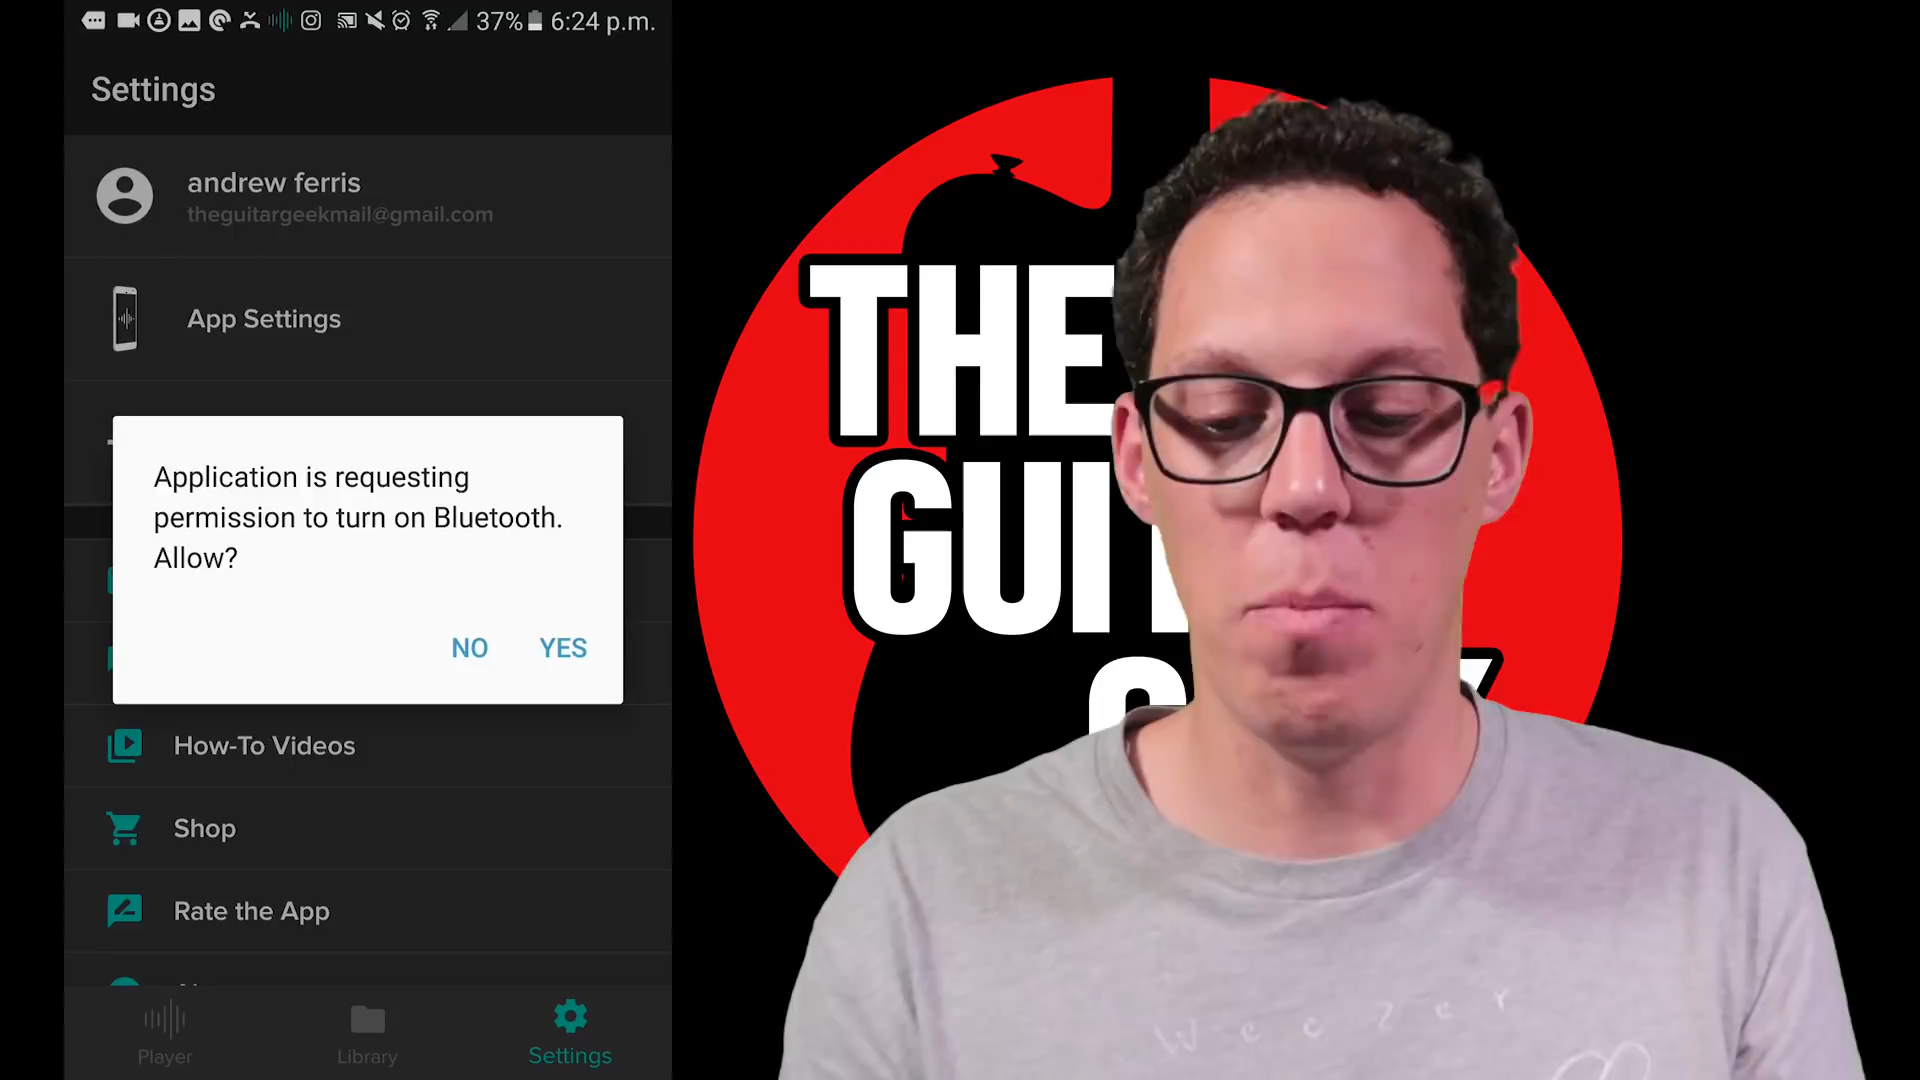 37% 6:24 p.m.
Settings
andrew ferris
theguitargeekmail@gmail.com
App Settings
Application is requesting
permission to turn on Bluetooth.
Allow?
NO YES
How-To Videos
Shop
Rate the App
Player Library Settings
THE
GUI
weezer